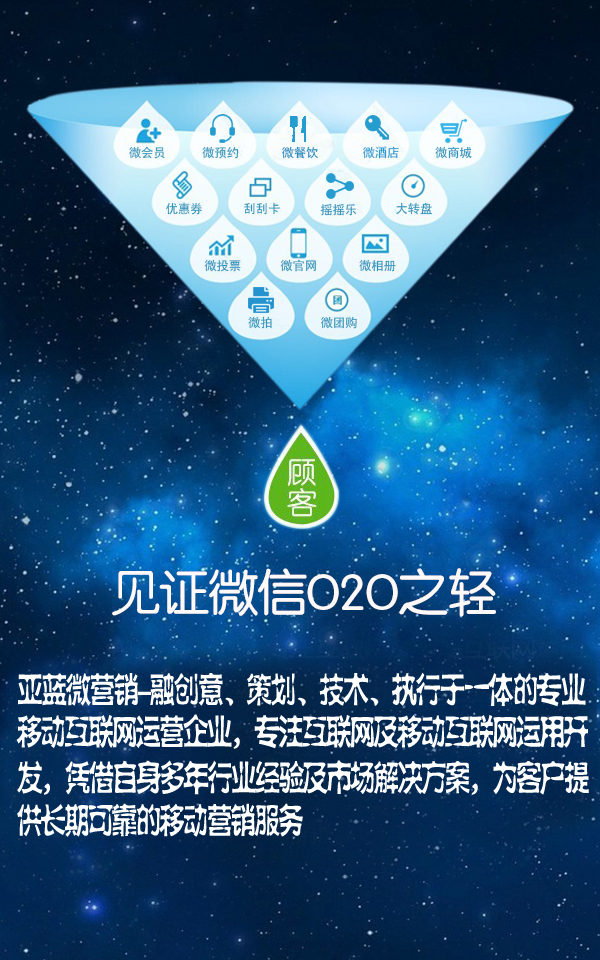 微会员 微预约 微餐饮 微酒店 微商城
优惠券 刮刮卡 摇摇乐 大转盘
微投票 微官网 微相册
微拍 微团购
顾
客
见证微信O2O之轻
亚蓝微营销-融创意、策划、技术、执行于一体的专业
移动互联网运营企业，专注互联网及移动互联网运用开
发，凭借自身多年行业经验及市场解决方案，为客户提
供长期可靠的移动营销服务